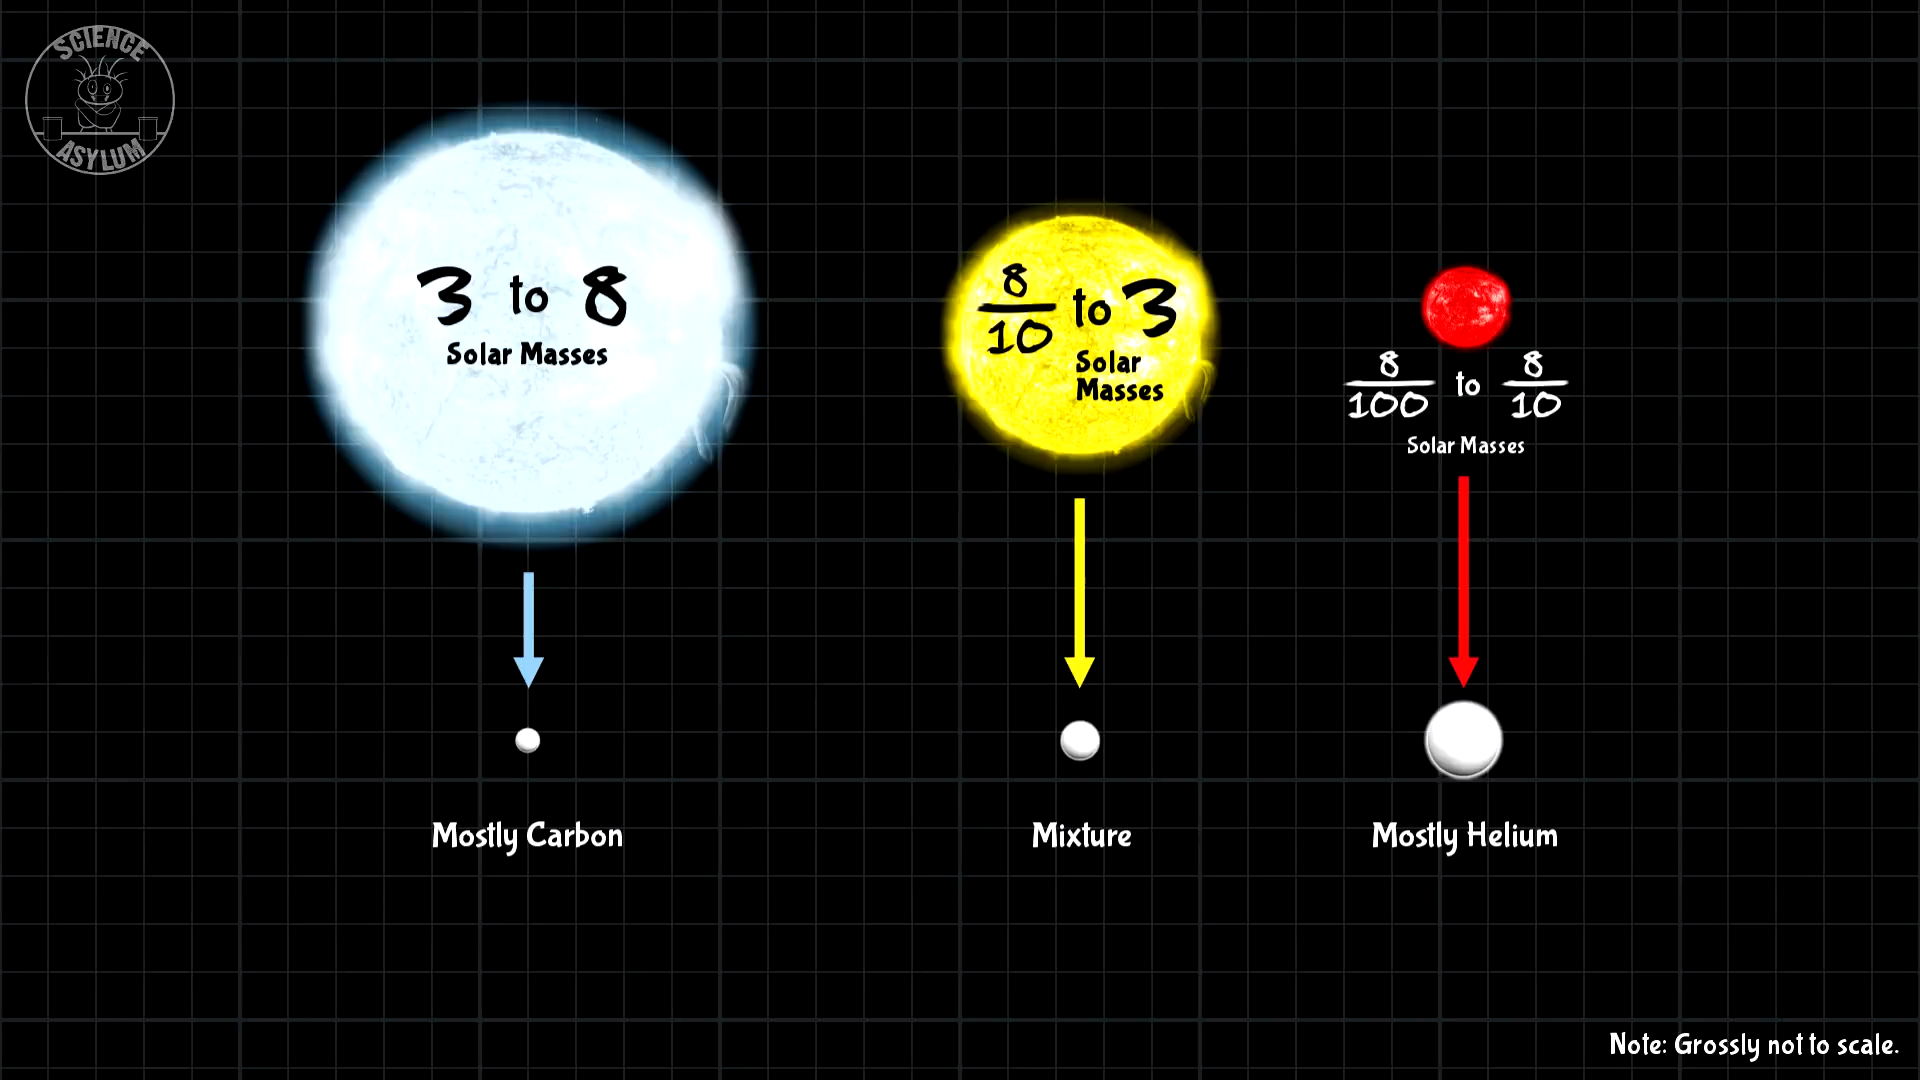 SCIENCE
ASYLUM
3 to 8
Solar Masses
8/10 to 3
Solar
Masses
8/100 to 8/10
Solar Masses
Mostly Carbon
Mixture
Mostly Helium
Note: Grossly not to scale.